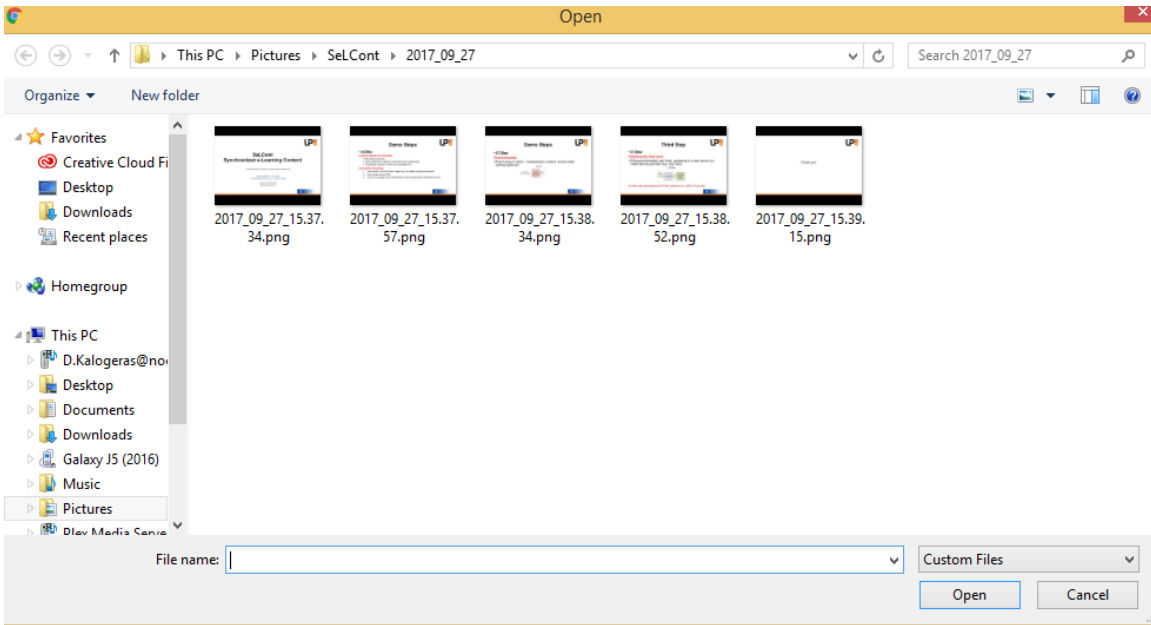 Open
This PC
Pictures
SeLCont
2017_09_27
Search 2017_09_27
Organize
New folder
Favorites
Creative Cloud Fi
Desktop
Downloads
Recent places
Homegroup
This PC
D.Kalogeras@no
Desktop
Documents
Downloads
Galaxy J5 (2016)
Music
Pictures
Plex Media Serve
SeLCont
Synchronized e-Learning Content
Demo Steps
Demo Steps
Third Step
2017_09_27_15.37.
34.png
2017_09_27_15.37.
57.png
2017_09_27_15.38.
34.png
2017_09_27_15.38.
52.png
2017_09_27_15.39.
15.png
File name:
Custom Files
Open
Cancel